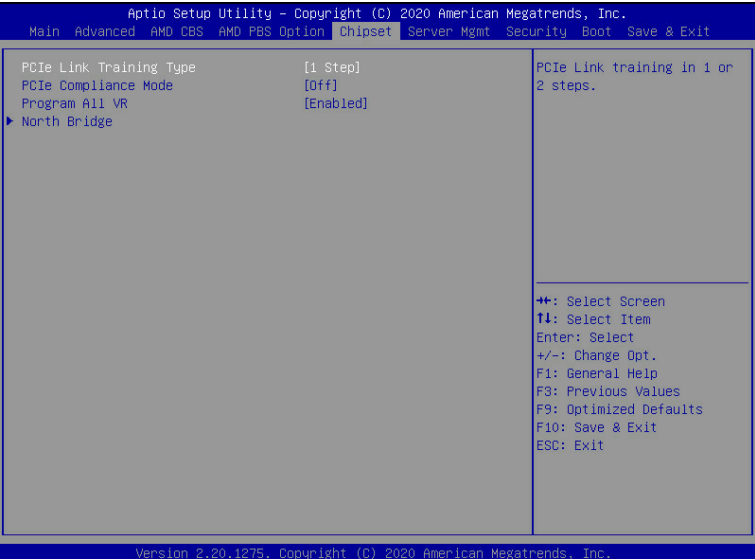 Aptio Setup Utility – Copyright (C) 2020 American Megatrends, Inc.
Main Advanced AMD CBS AMD PBS Option Chipset Server Mgmt Security Boot Save & Exit
PCIe Link Training Type [1 Step]
PCIe Compliance Mode [Off]
Program All VR [Enabled]
North Bridge
PCIe Link training in 1 or
2 steps.
→←: Select Screen
↑↓: Select Item
Enter: Select
+/-: Change Opt.
F1: General Help
F3: Previous Values
F9: Optimized Defaults
F10: Save & Exit
ESC: Exit
Version 2.20.1275. Copyright (C) 2020 American Megatrends, Inc.